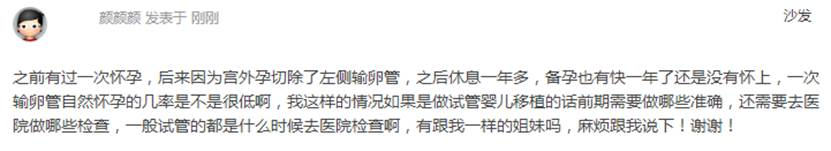 颜颜颜 发表于 刚刚
沙发
之前有过一次怀孕，后来因为宫外孕切除了左侧输卵管，之后休息一年多，备孕也有快一年了还是没有怀上，一次
输卵管自然怀孕的几率是不是很低啊，我这样的情况如果是做试管婴儿移植的话前期需要做哪些准确，还需要去医
院做哪些检查，一般试管的都是什么时候去医院检查啊，有跟我一样的姐妹吗，麻烦跟我说下！谢谢！